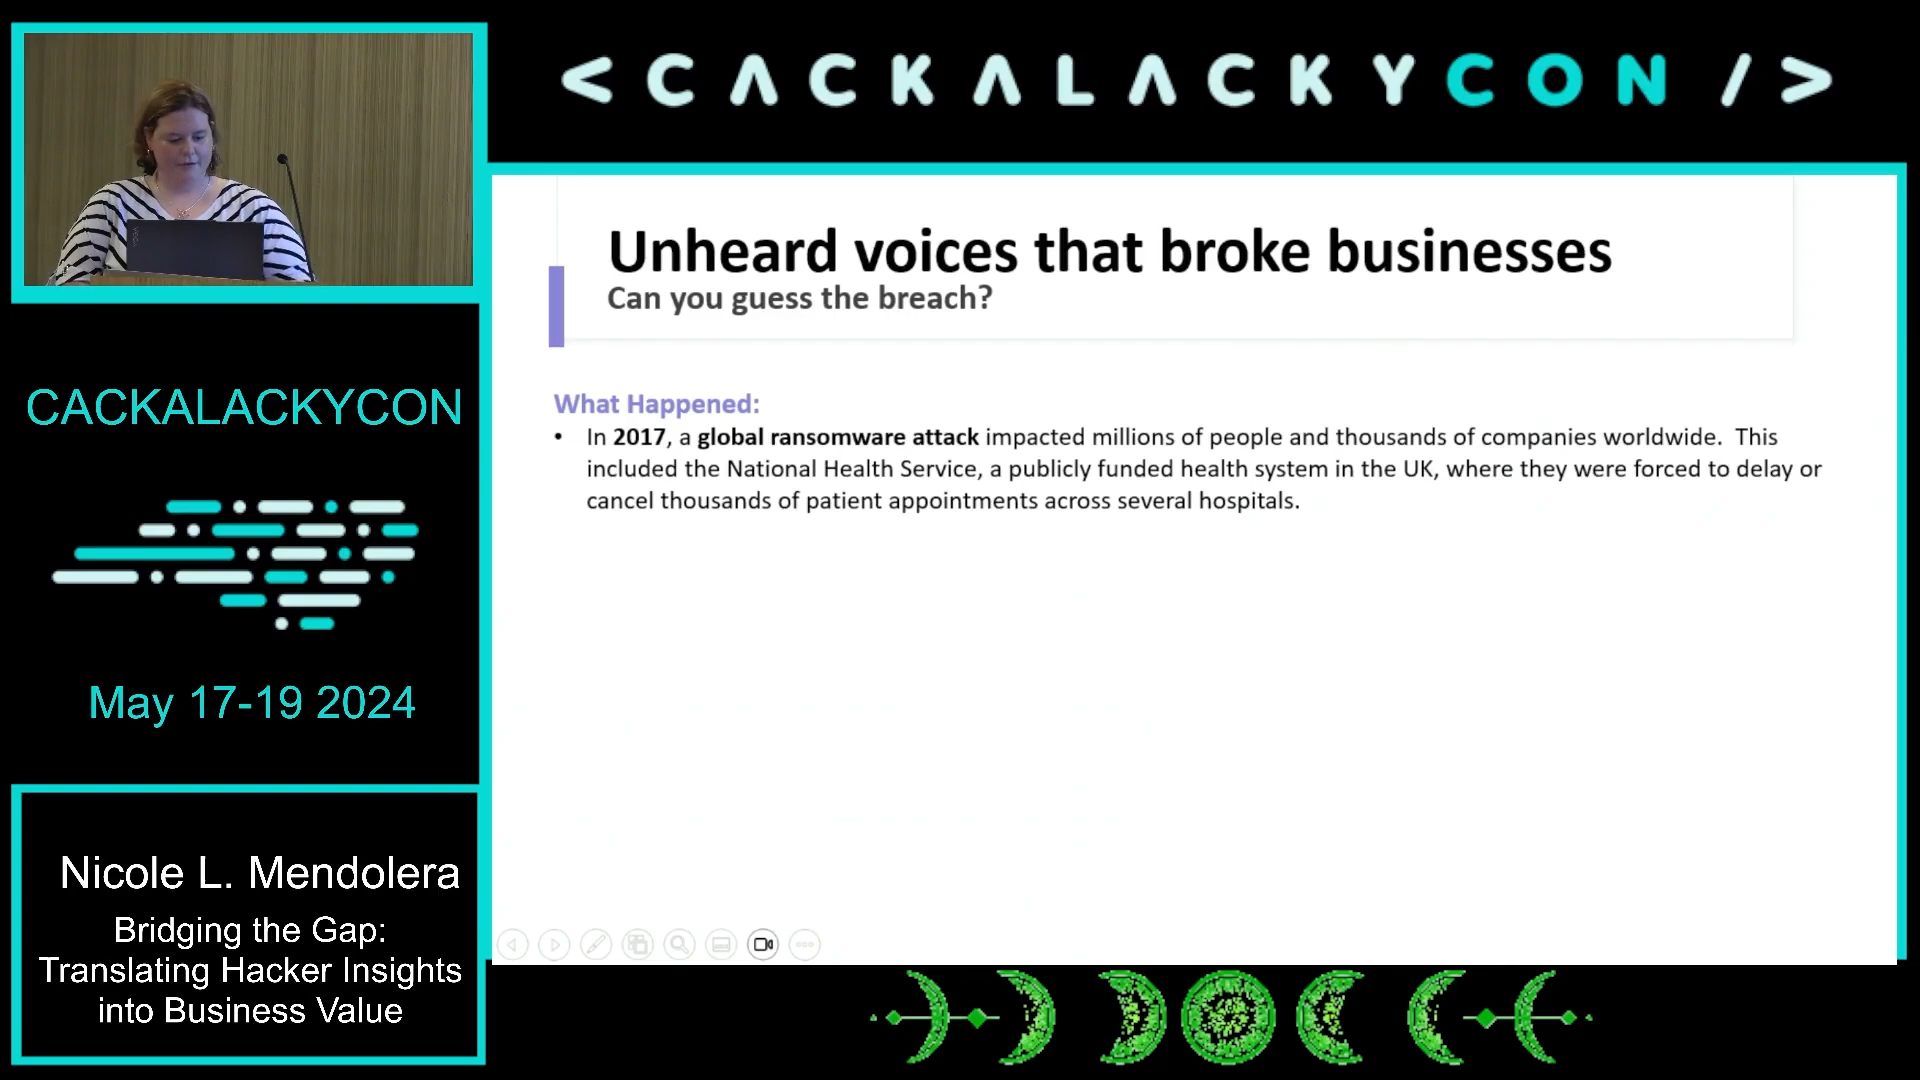 < CACKALACKYCON />
Unheard voices that broke businesses
Can you guess the breach?
What Happened:
• In 2017, a global ransomware attack impacted millions of people and thousands of companies worldwide. This
included the National Health Service, a publicly funded health system in the UK, where they were forced to delay or
cancel thousands of patient appointments across several hospitals.
CACKALACKYCON
May 17-19 2024
Nicole L. Mendolera
Bridging the Gap:
Translating Hacker Insights
into Business Value